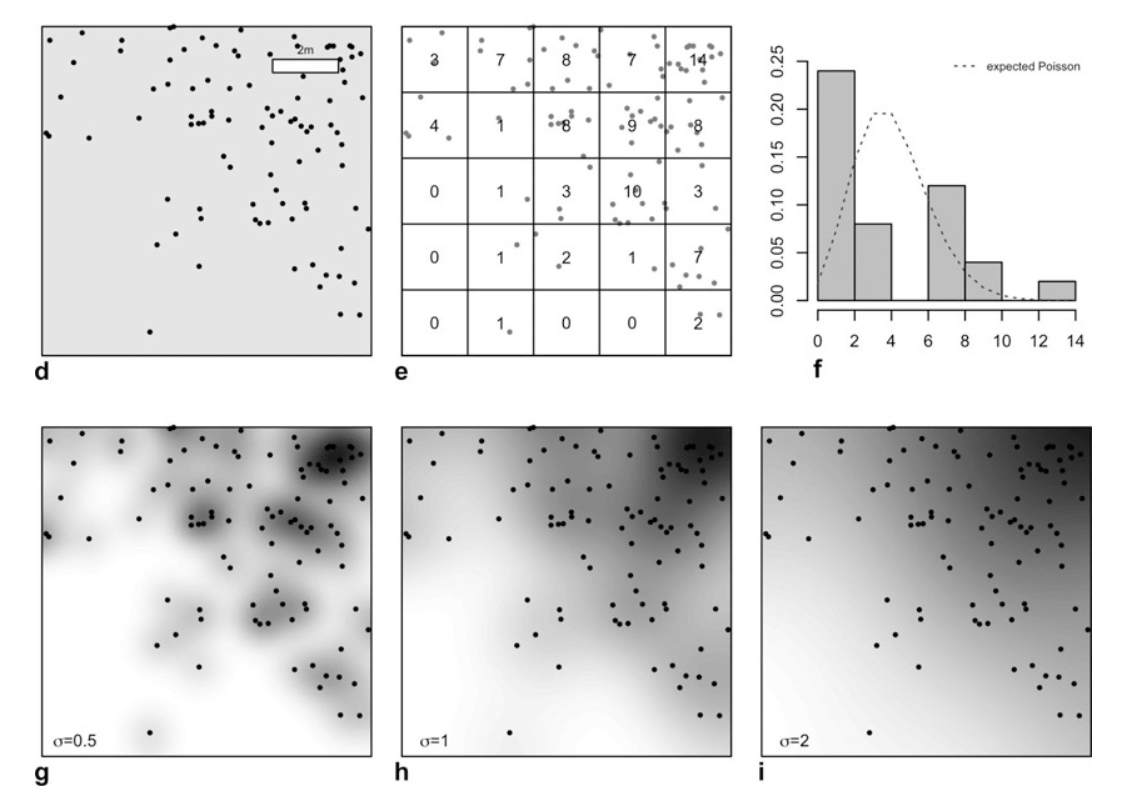 2m
d
3 7 8 7 14
4 1 8 9 8
0 1 3 10 3
0 1 2 1 7
0 1 0 0 2
e
0.25
0.20
0.15
0.10
0.05
0.00
expected Poisson
0 2 4 6 8 10 12 14
f
σ=0.5
g
σ=1
h
σ=2
i